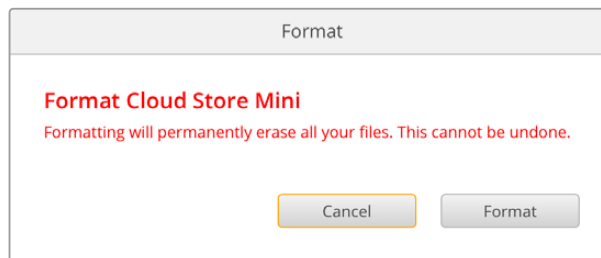 Format
Format Cloud Store Mini
Formatting will permanently erase all your files. This cannot be undone.
Cancel
Format